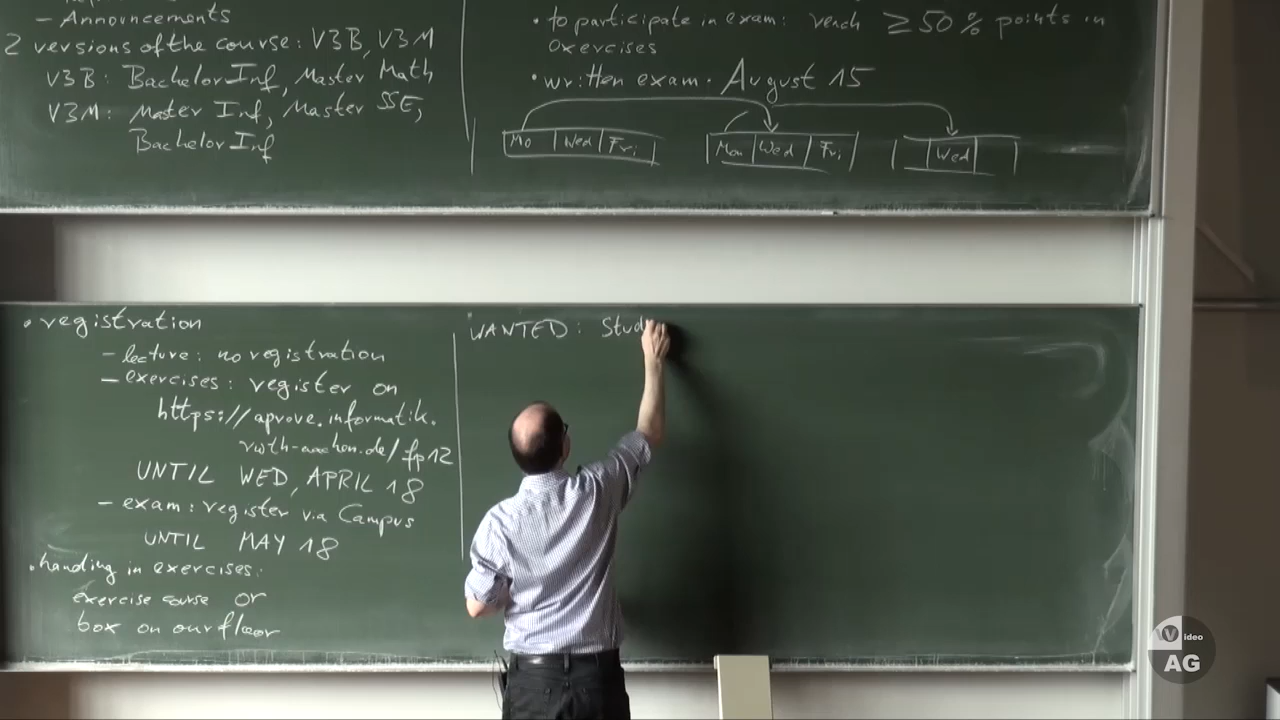 - Announcements
2 versions of the course: V3B, V3M
V3B: Bachelor Inf, Master Math
V3M: Master Inf, Master SSE,
Bachelor Inf
• to participate in exam: reach ≥ 50% points in
exercises
• written exam: August 15
Mo | Wed | Fri
Mon | Wed | Fri
Wed
• registration
- lecture: no registration
- exercises: register on
https://aprove.informatik.
rwth-aachen.de/fp12
UNTIL WED, APRIL 18
- exam: register via Campus
UNTIL MAY 18
• handing in exercises:
exercise course or
box on our floor
WANTED: Stud
Video
AG